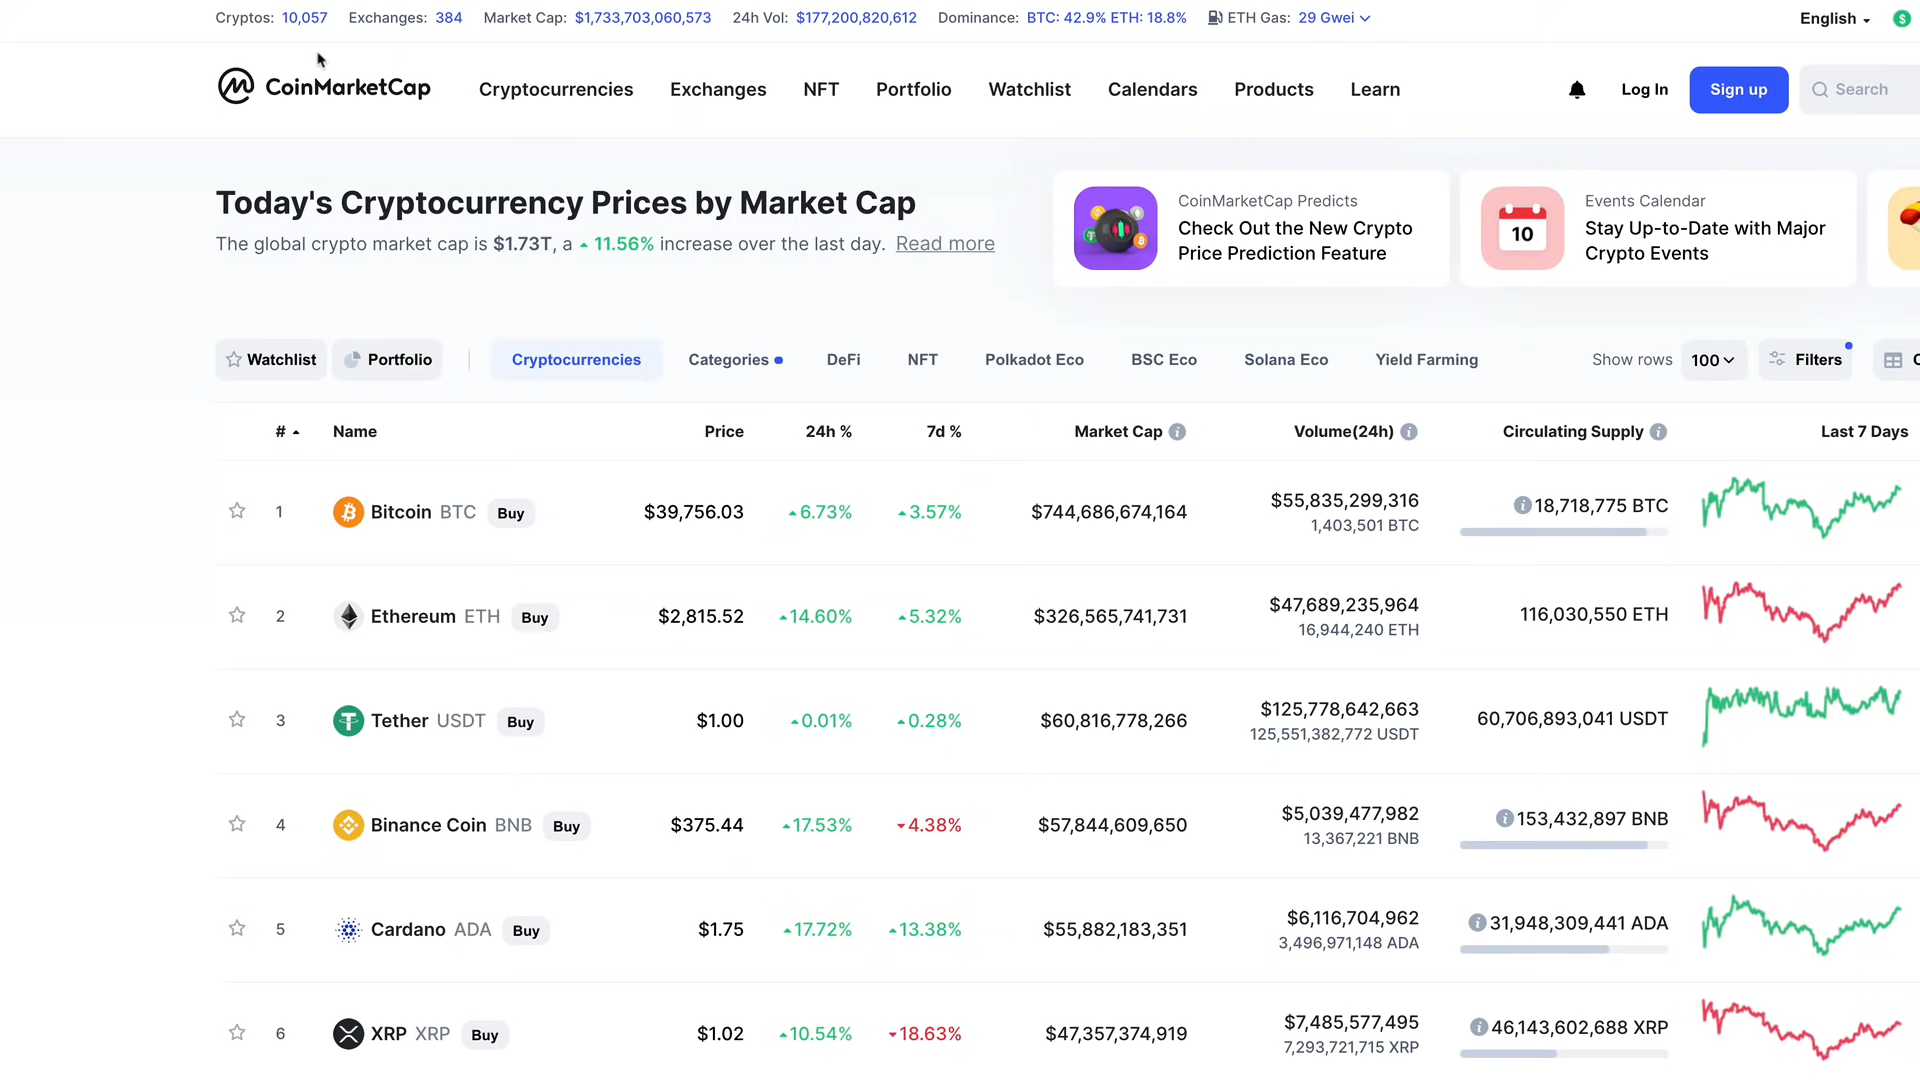 Cryptos: 10,057 Exchanges: 384 Market Cap: $1,733,703,060,573 24h Vol: $177,200,820,612 Dominance: BTC: 42.9% ETH: 18.8% ETH Gas: 29 Gwei English
CoinMarketCap Cryptocurrencies Exchanges NFT Portfolio Watchlist Calendars Products Learn Log In Sign up Search
Today's Cryptocurrency Prices by Market Cap
The global crypto market cap is $1.73T, a 11.56% increase over the last day. Read more
CoinMarketCap Predicts
Check Out the New Crypto
Price Prediction Feature
10
Events Calendar
Stay Up-to-Date with Major
Crypto Events
Watchlist Portfolio Cryptocurrencies Categories DeFi NFT Polkadot Eco BSC Eco Solana Eco Yield Farming Show rows 100 Filters
# Name Price 24h % 7d % Market Cap Volume(24h) Circulating Supply Last 7 Days
1 Bitcoin BTC Buy $39,756.03 6.73% 3.57% $744,686,674,164 $55,835,299,316 18,718,775 BTC
1,403,501 BTC
2 Ethereum ETH Buy $2,815.52 14.60% 5.32% $326,565,741,731 $47,689,235,964 116,030,550 ETH
16,944,240 ETH
3 Tether USDT Buy $1.00 0.01% 0.28% $60,816,778,266 $125,778,642,663 60,706,893,041 USDT
125,551,382,772 USDT
4 Binance Coin BNB Buy $375.44 17.53% 4.38% $57,844,609,650 $5,039,477,982 153,432,897 BNB
13,367,221 BNB
5 Cardano ADA Buy $1.75 17.72% 13.38% $55,882,183,351 $6,116,704,962 31,948,309,441 ADA
3,496,971,148 ADA
6 XRP XRP Buy $1.02 10.54% 18.63% $47,357,374,919 $7,485,577,495 46,143,602,688 XRP
7,293,721,715 XRP